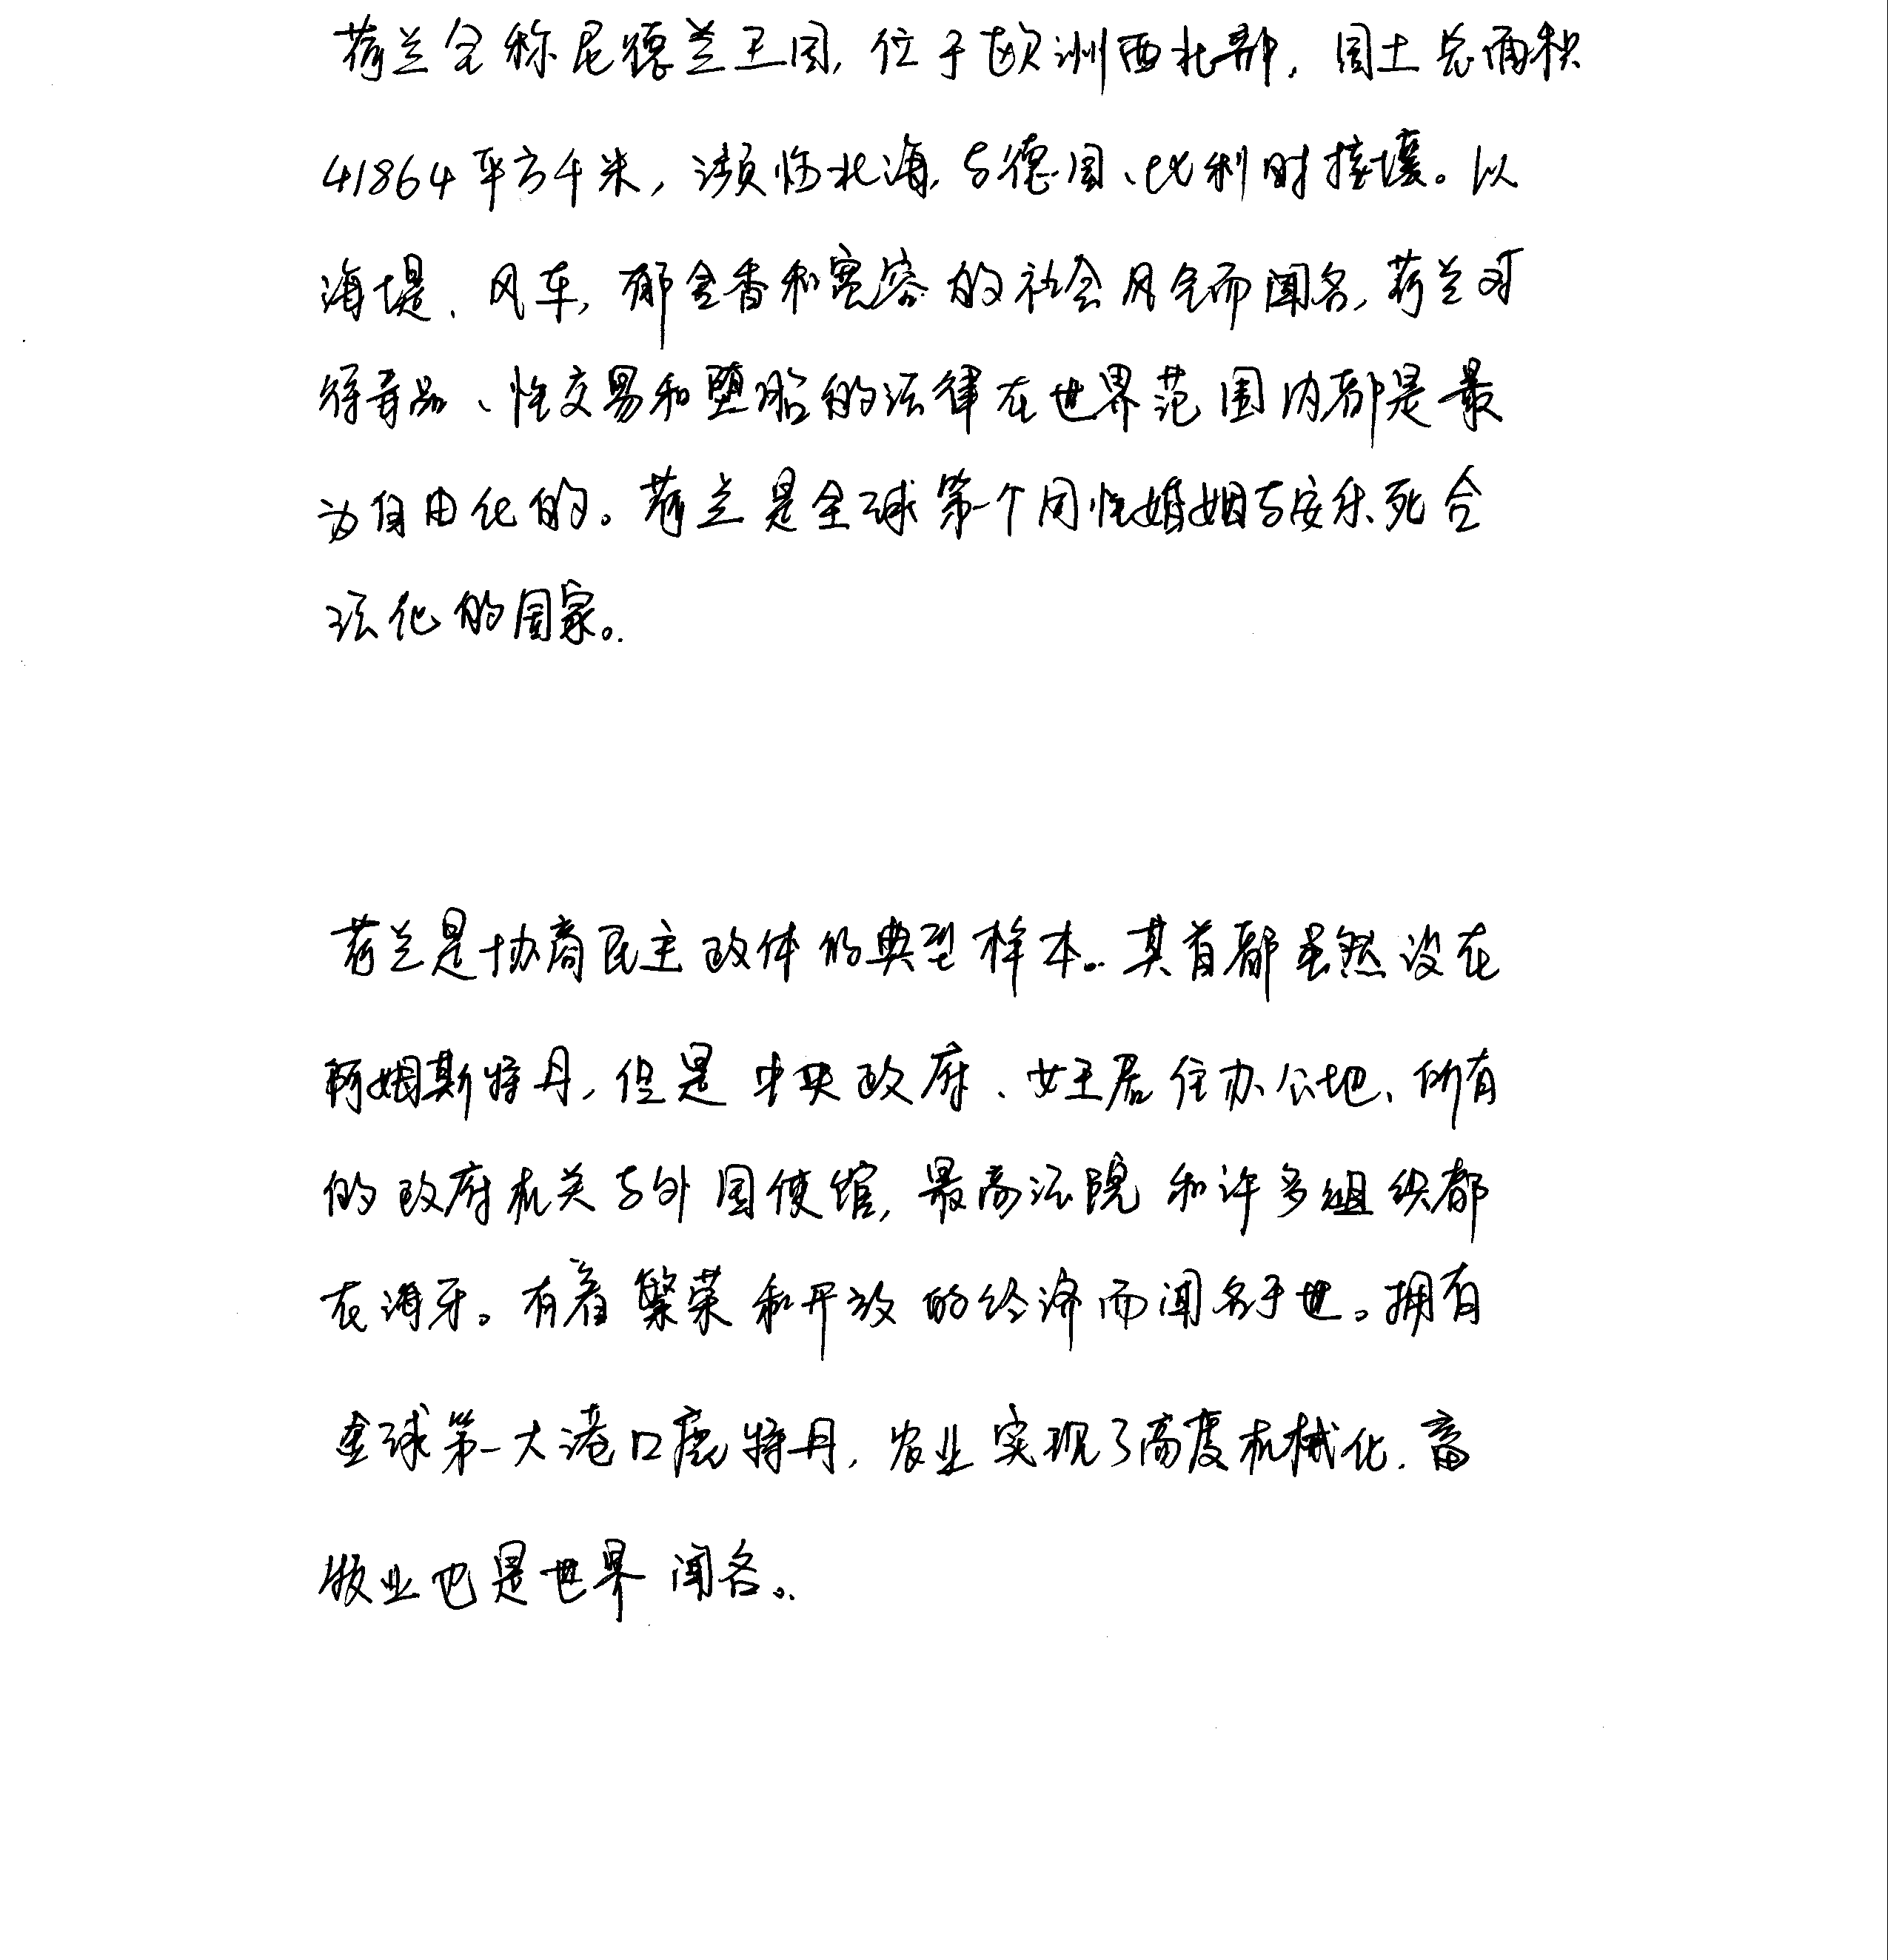 荷兰全称尼德兰王国，位于欧洲西北部，国土总面积
41864平方千米，濒临北海，与德国、比利时接壤。以
海堤、风车，郁金香和宽容的社会风气而闻名，荷兰对
待毒品、性交易和堕胎的法律在世界范围内都是最
为自由化的。荷兰是全球第一个同性婚姻与安乐死合
法化的国家。
荷兰是协商民主政体的典型样本。其首都虽然设在
阿姆斯特丹，但是中央政府、女王居住办公地、所有
的政府机关与外国使馆，最高法院和许多组织都
在海牙。有着繁荣和开放的经济而闻名于世。拥有
全球第一大港口鹿特丹，农业实现了高度机械化，畜
牧业也是世界闻名。